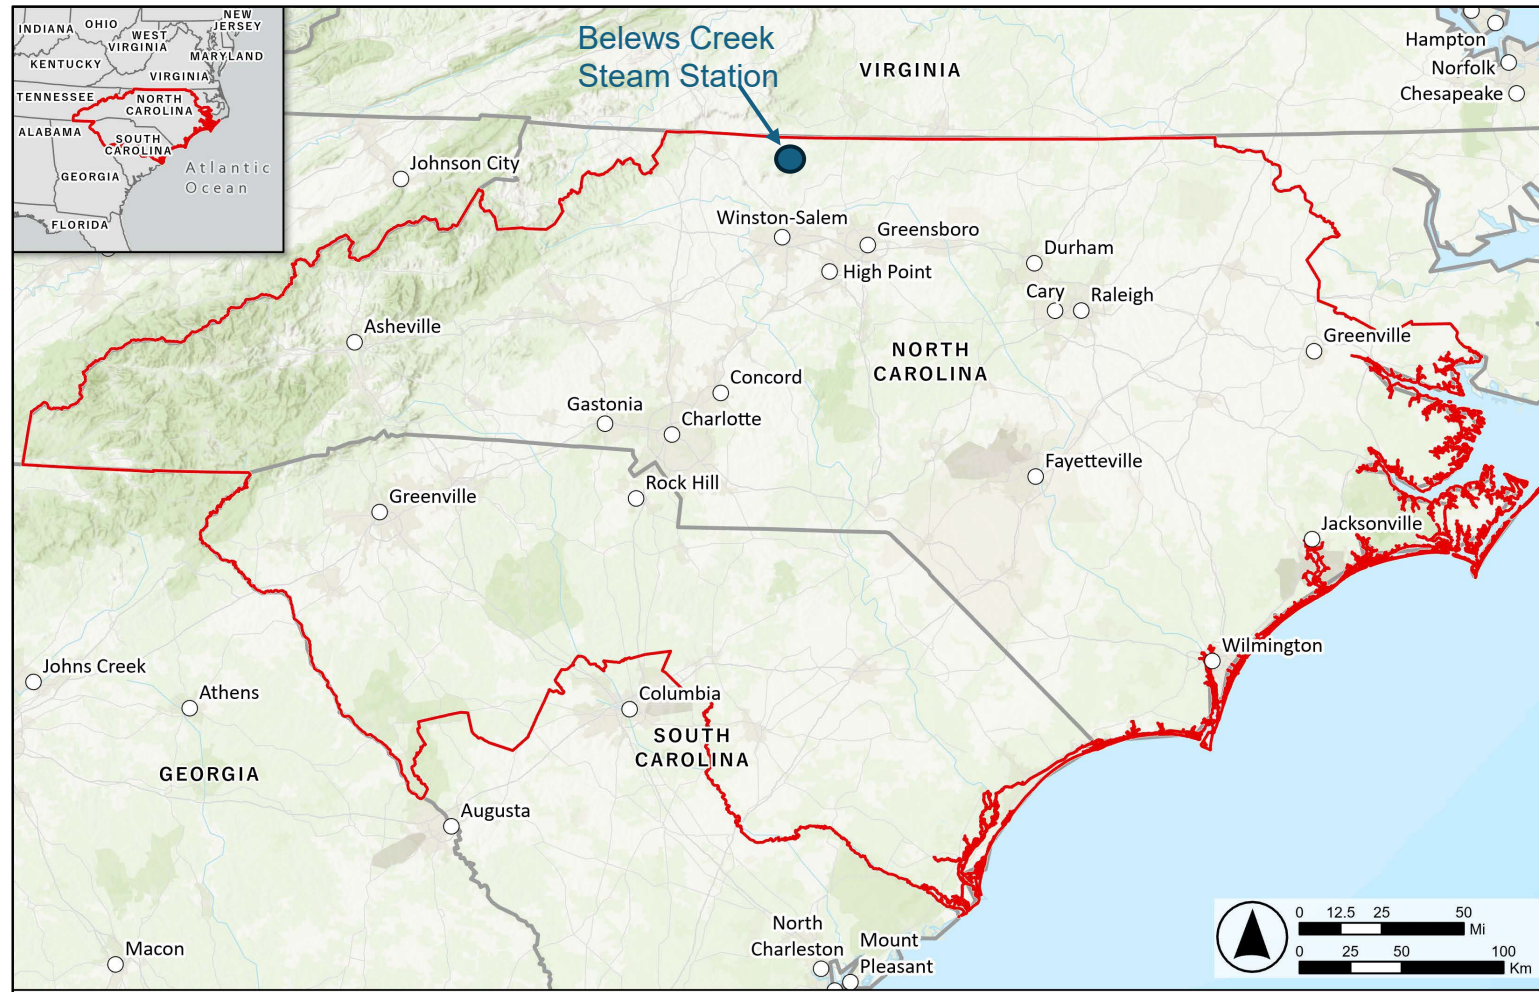 INDIANA
OHIO
WEST
VIRGINIA
NEW
JERSEY
KENTUCKY
MARYLAND
VIRGINIA
TENNESSEE
NORTH
CAROLINA
ALABAMA
SOUTH
CAROLINA
GEORGIA
Atlantic
Ocean
FLORIDA
Belews Creek
Steam Station
VIRGINIA
Hampton
Norfolk
Chesapeake
Johnson City
Winston-Salem
Greensboro
High Point
Durham
Cary
Raleigh
Asheville
Greenville
NORTH
CAROLINA
Concord
Gastonia
Charlotte
Fayetteville
Rock Hill
Greenville
Jacksonville
Wilmington
Johns Creek
Athens
Columbia
SOUTH
CAROLINA
GEORGIA
Augusta
North
Charleston
Mount
Pleasant
Macon
0 12.5 25 50
Mi
0 25 50 100
Km